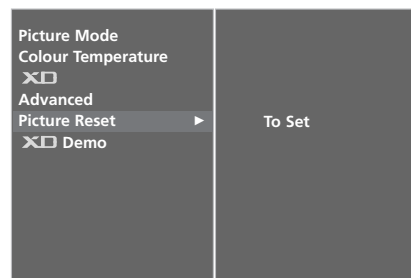 Picture Mode
Colour Temperature
XD
Advanced
Picture Reset ►
To Set
XD Demo